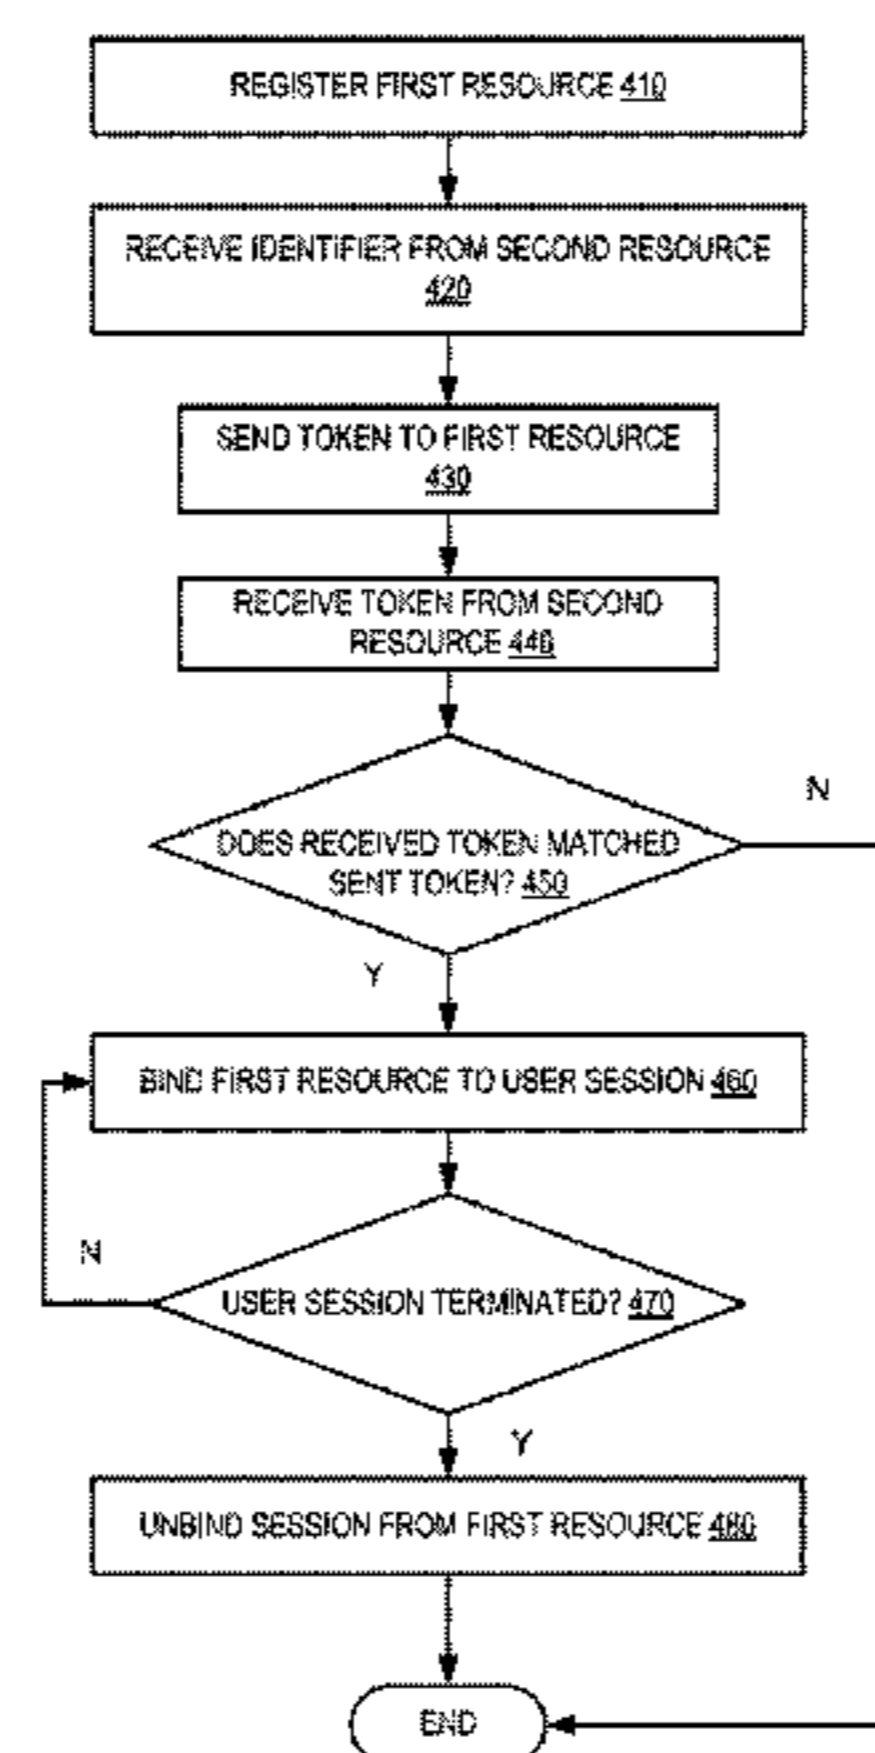 REGISTER FIRST RESOURCE 410
RECEIVE IDENTIFIER FROM SECOND RESOURCE
420
SEND TOKEN TO FIRST RESOURCE
430
RECEIVE TOKEN FROM SECOND
RESOURCE 440
N
DOES RECEIVED TOKEN MATCHED
SENT TOKEN? 450
Y
BIND FIRST RESOURCE TO USER SESSION 460
N
USER SESSION TERMINATED? 470
Y
UNBIND SESSION FROM FIRST RESOURCE 480
END